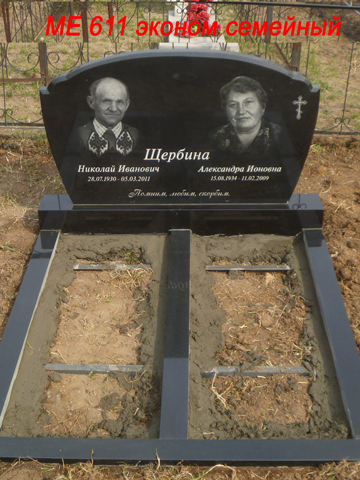 МЕ 611 эконом семейный
Щербина
Николай Иванович Александра Ионовна
28.07.1930 - 05.03.2011 15.08.1934 - 11.02.2009
Помним, любим, скорбим.